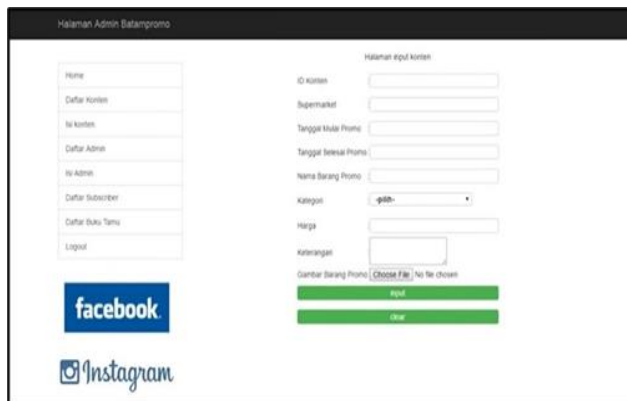 Halaman Admin Batampromo
Home
Daftar Konten
Isi konten
Daftar Admin
Isi Admin
Daftar Subscriber
Daftar Buku Tamu
Logout
facebook.
Instagram
Halaman input konten
ID Konten
Supermarket
Tanggal Mulai Promo
Tanggal Selesai Promo
Nama Barang Promo
Kategori -pilih-
Harga
Keterangan
Gambar Barang Promo Choose File No file chosen
input
clear